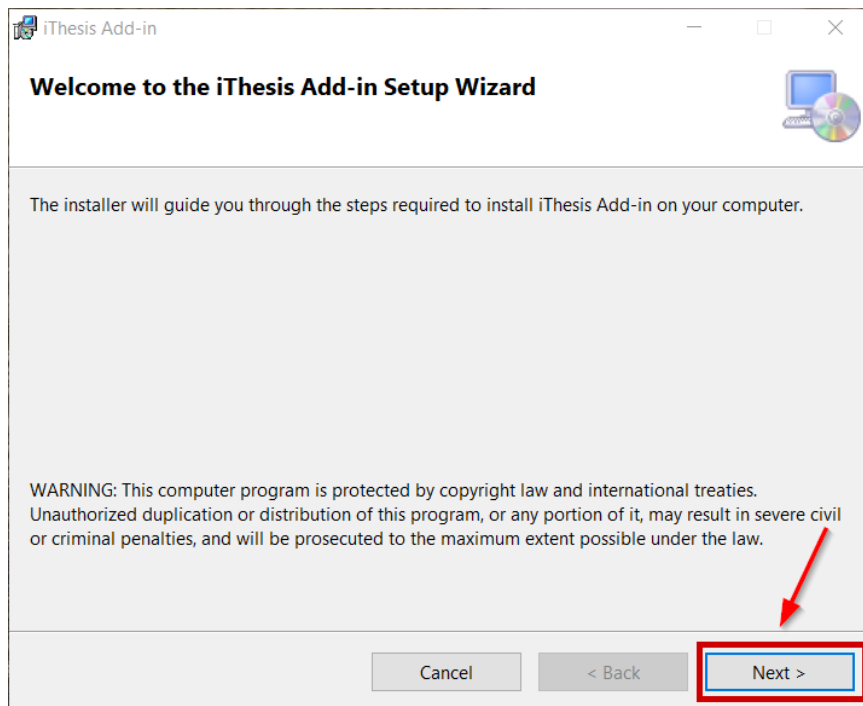 iThesis Add-in
Welcome to the iThesis Add-in Setup Wizard
The installer will guide you through the steps required to install iThesis Add-in on your computer.
WARNING: This computer program is protected by copyright law and international treaties.
Unauthorized duplication or distribution of this program, or any portion of it, may result in severe civil
or criminal penalties, and will be prosecuted to the maximum extent possible under the law.
Cancel
< Back
Next >